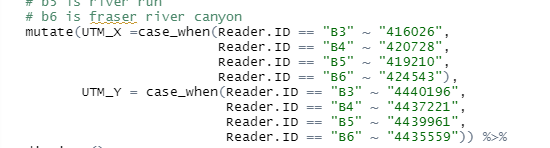 # b5 is river run
# b6 is fraser river canyon
mutate(UTM_X =case_when(Reader.ID == "B3" ~ "416026",
Reader.ID == "B4" ~ "420728",
Reader.ID == "B5" ~ "419210",
Reader.ID == "B6" ~ "424543"),
UTM_Y = case_when(Reader.ID == "B3" ~ "4440196",
Reader.ID == "B4" ~ "4437221",
Reader.ID == "B5" ~ "4439961",
Reader.ID == "B6" ~ "4435559")) %>%